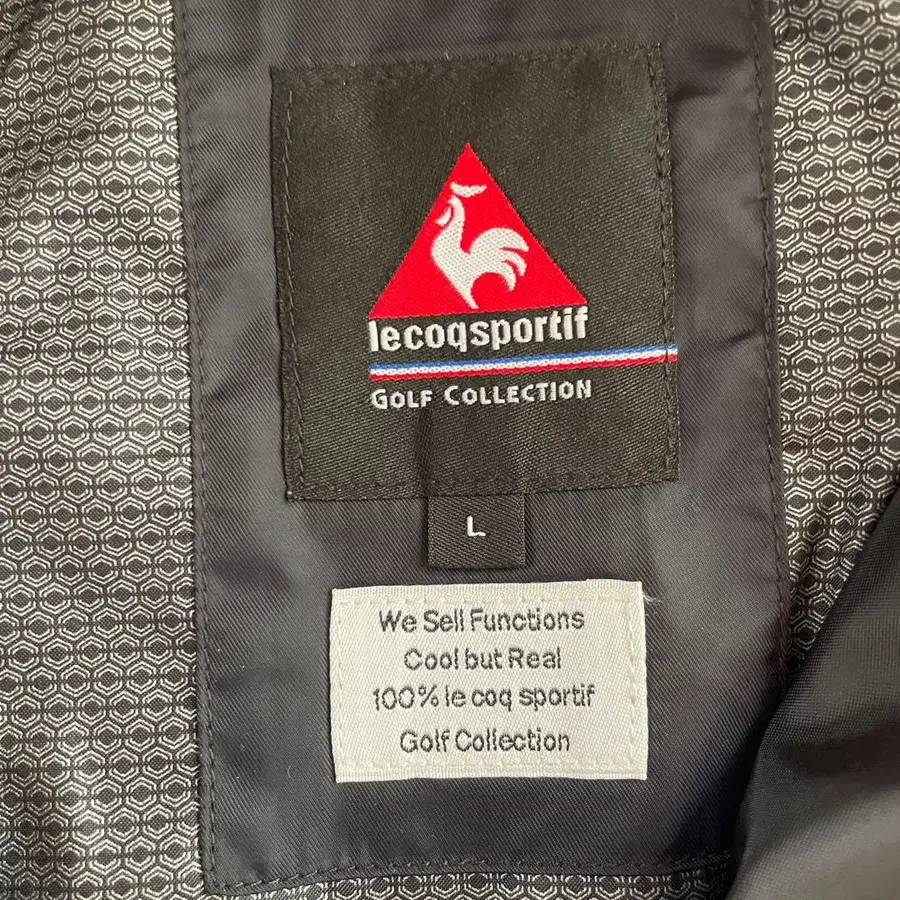 lecoqsportif
GOLF COLLECTION
L
We Sell Functions
Cool but Real
100% le coq sportif
Golf Collection